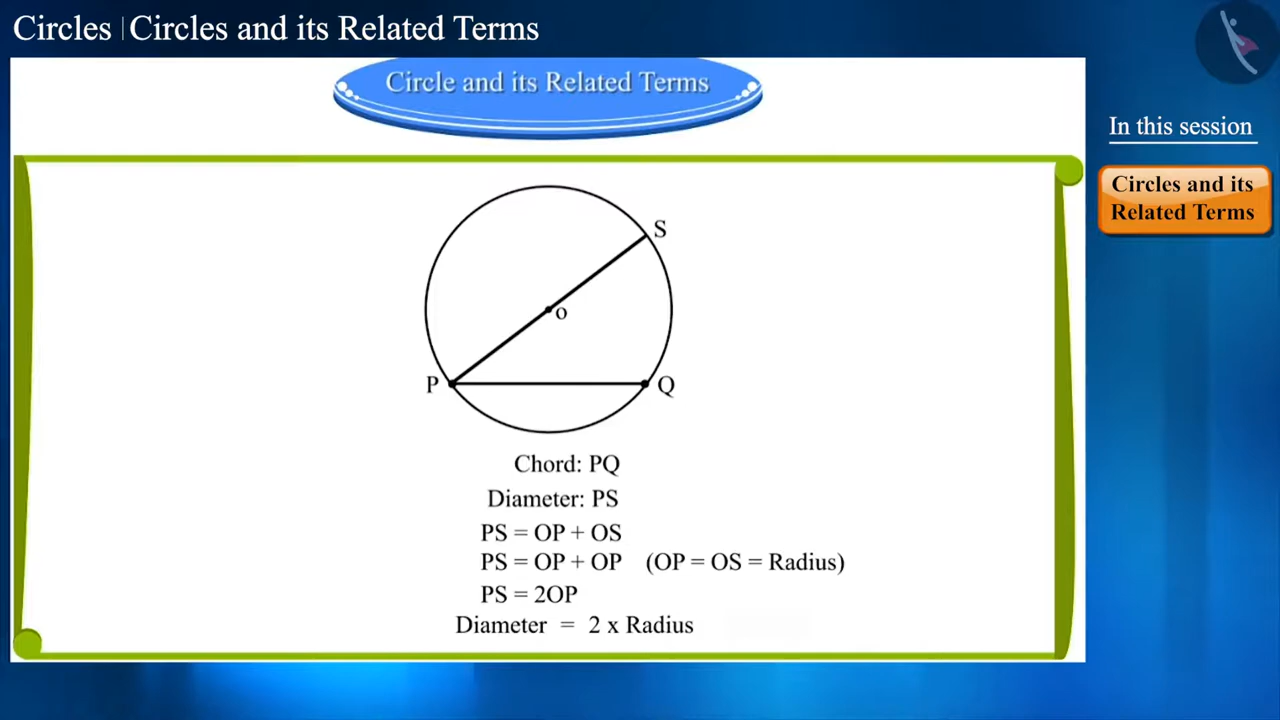 Circles | Circles and its Related Terms
Circle and its Related Terms
In this session
Circles and its
Related Terms
S
o
P
Q
Chord: PQ
Diameter: PS
PS = OP + OS
PS = OP + OP (OP = OS = Radius)
PS = 2OP
Diameter = 2 x Radius